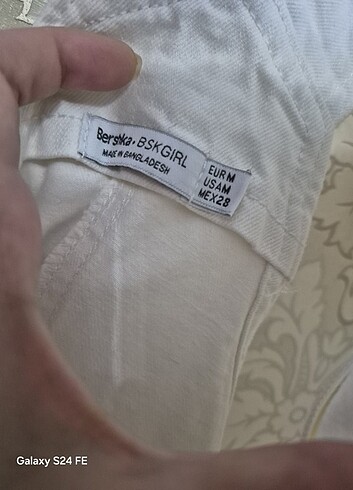 Bershka • BSKGIRL
MADE IN BANGLADESH
EUR M
USA M
MEX 28
Galaxy S24 FE